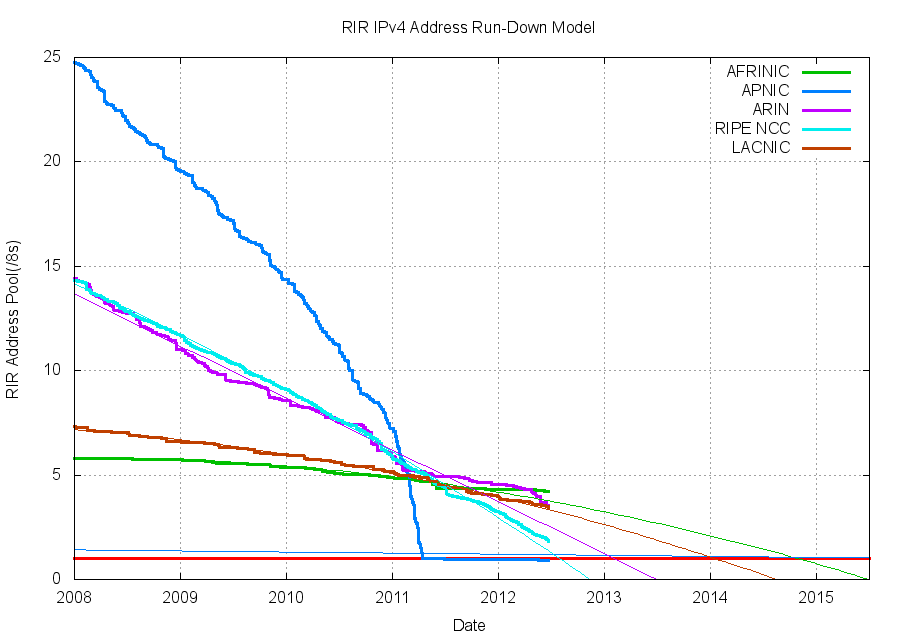 RIR IPv4 Address Run-Down Model
AFRINIC
APNIC
ARIN
RIPE NCC
LACNIC
25
20
15
10
5
0
RIR Address Pool(/8s)
2008 2009 2010 2011 2012 2013 2014 2015
Date